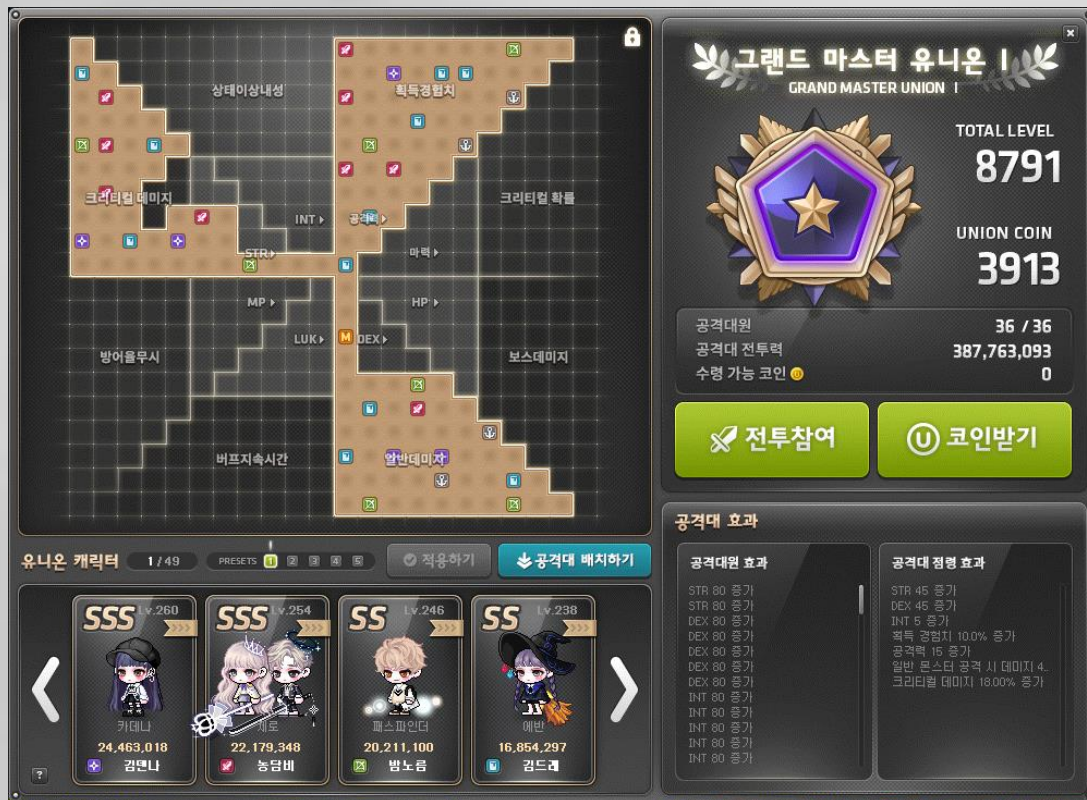 상태이상내성
획득경험치
크리티컬 데미지
INT
공격력
크리티컬 확률
STR
마력
MP
HP
LUK
M
DEX
방어율무시
보스데미지
버프지속시간
일반데미지
그랜드 마스터 유니온 I
GRAND MASTER UNION I
TOTAL LEVEL
8791
UNION COIN
3913
공격대원 36 / 36
공격대 전투력 387,763,093
수령 가능 코인 0
전투참여
U 코인받기
유니온 캐릭터 1 / 49 PRESETS 1 2 3 4 5 적용하기 공격대 배치하기
SSS Lv.260
카데나
24,463,018
김덴나
SSS Lv.254
제로
22,179,348
농담비
SS Lv.246
패스파인더
20,211,100
밤노름
SS Lv.238
에반
16,854,297
김드래
?
공격대 효과
공격대원 효과
STR 80 증가
STR 80 증가
DEX 80 증가
DEX 80 증가
DEX 80 증가
DEX 80 증가
DEX 80 증가
INT 80 증가
INT 80 증가
INT 80 증가
INT 80 증가
INT 80 증가
공격대 점령 효과
STR 45 증가
DEX 45 증가
INT 5 증가
획득 경험치 10.0% 증가
공격력 15 증가
일반 몬스터 공격 시 데미지 4..
크리티컬 데미지 18.00% 증가